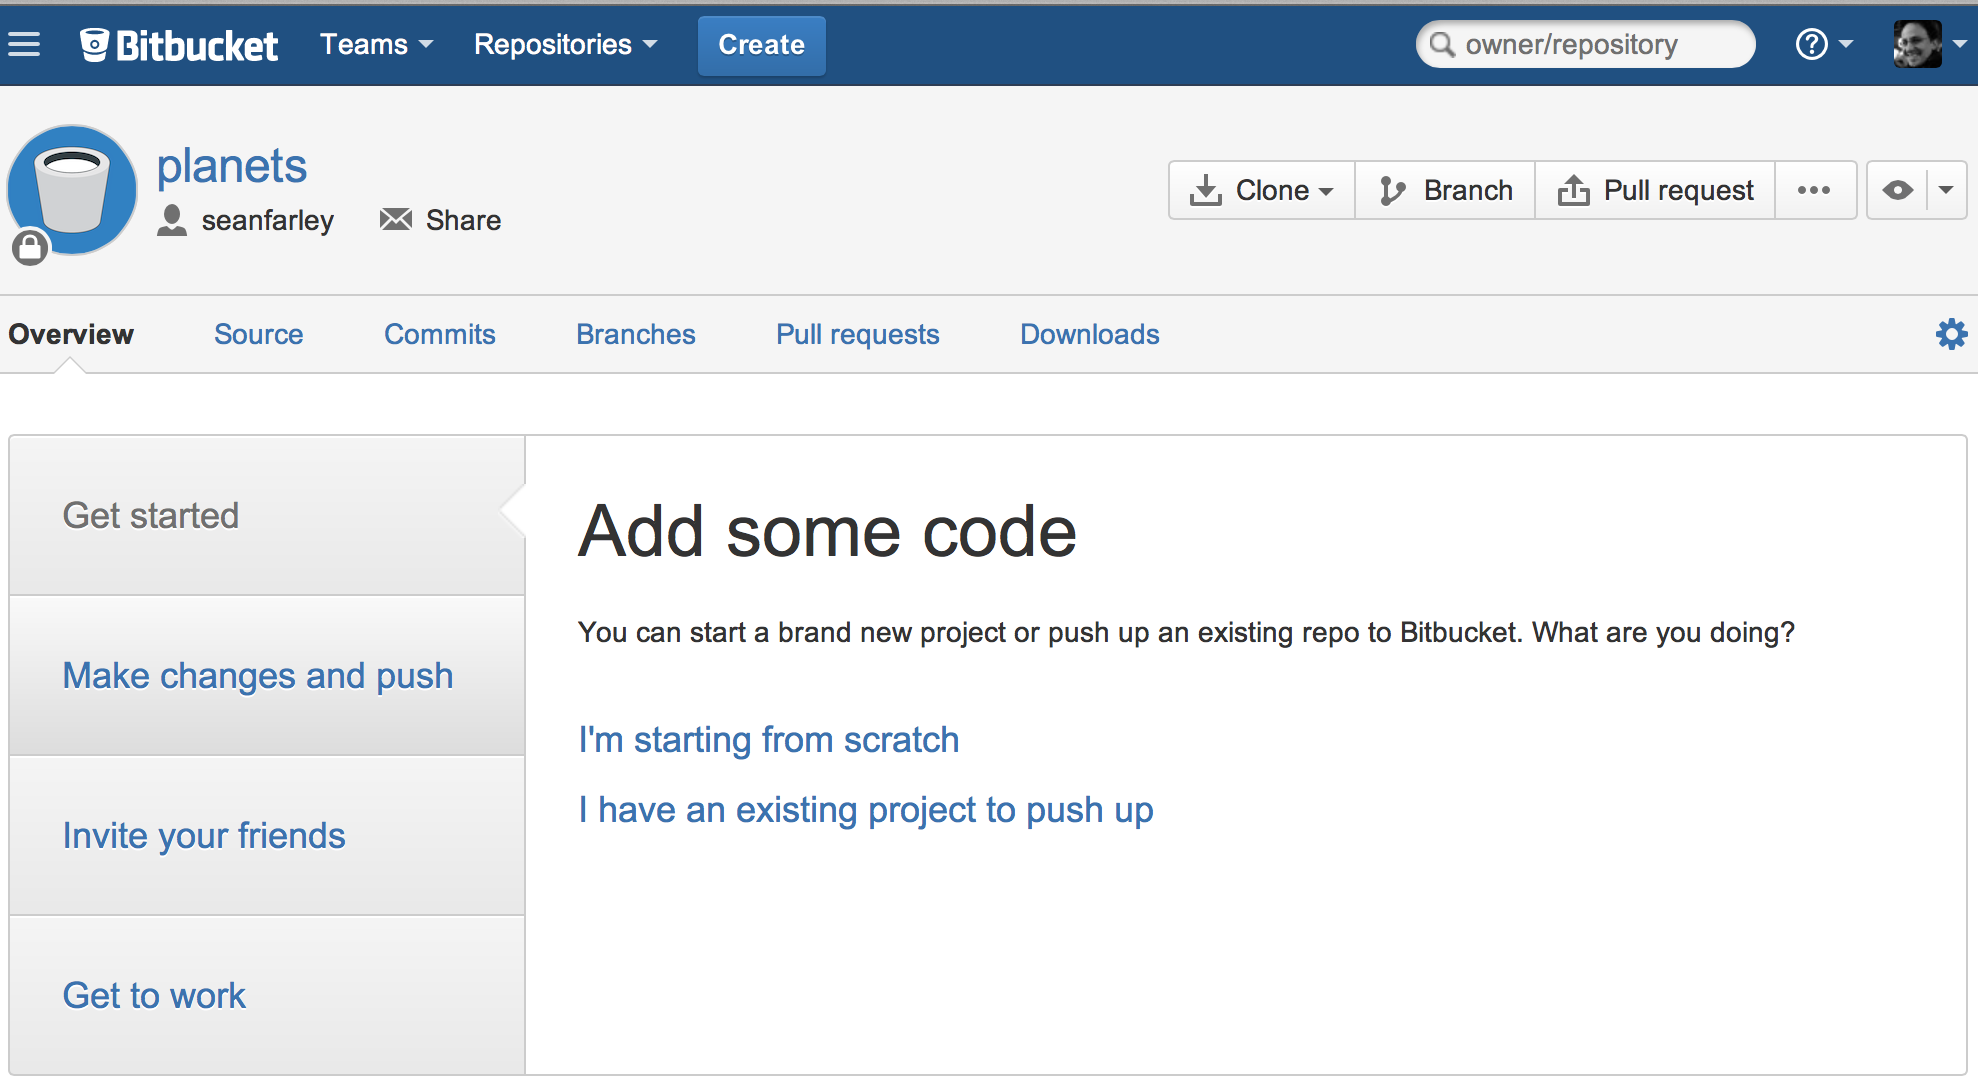 Bitbucket Teams Repositories Create owner/repository
planets
seanfarley Share
Clone Branch Pull request
Overview Source Commits Branches Pull requests Downloads
Get started
Make changes and push
Invite your friends
Get to work
Add some code
You can start a brand new project or push up an existing repo to Bitbucket. What are you doing?
I'm starting from scratch
I have an existing project to push up